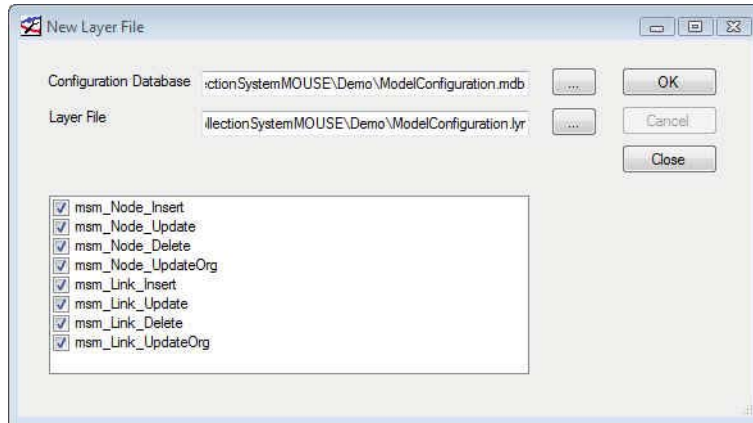 New Layer File
Configuration Database :ctionSystemMOUSE\Demo\ModelConfiguration.mdb ... OK
Layer File llectionSystemMOUSE\Demo\ModelConfiguration.lyr ... Cancel
Close
msm_Node_Insert
msm_Node_Update
msm_Node_Delete
msm_Node_UpdateOrg
msm_Link_Insert
msm_Link_Update
msm_Link_Delete
msm_Link_UpdateOrg